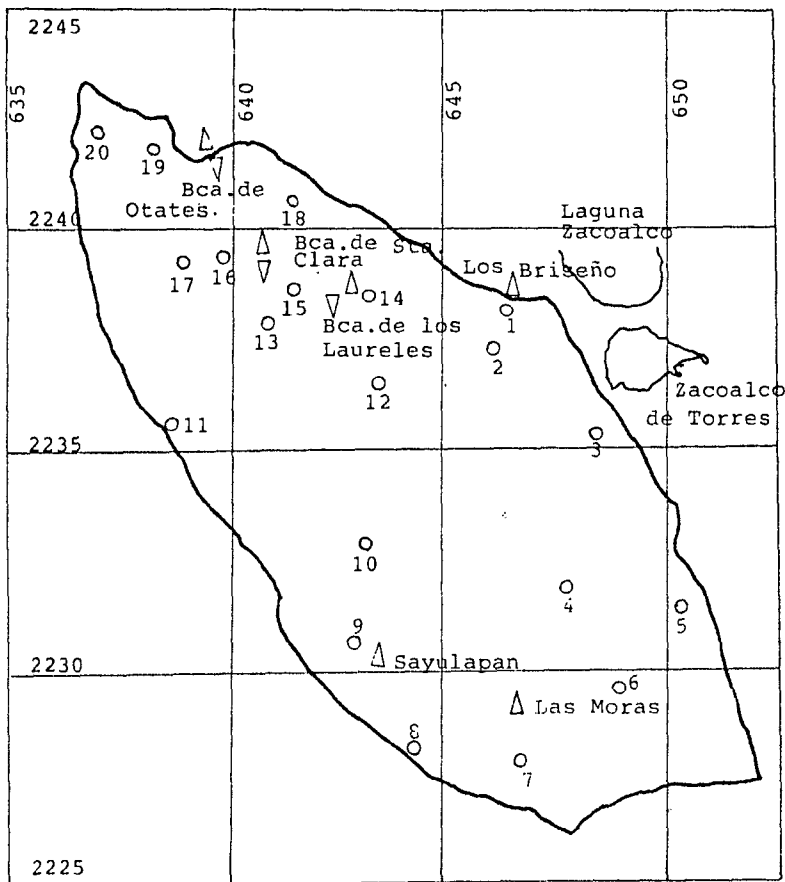 2245
635
640
645
650
20
19
Bca.de
Otates.
18
2240
Laguna
Zacoalco
Bca.de Sta.
Clara
Los Briseño
17
16
15
14
1
13
Bca.de los
Laureles
2
Zacoalco
de Torres
12
11
3
2235
10
4
9
5
Sayulapan
2230
6
Las Moras
8
7
2225